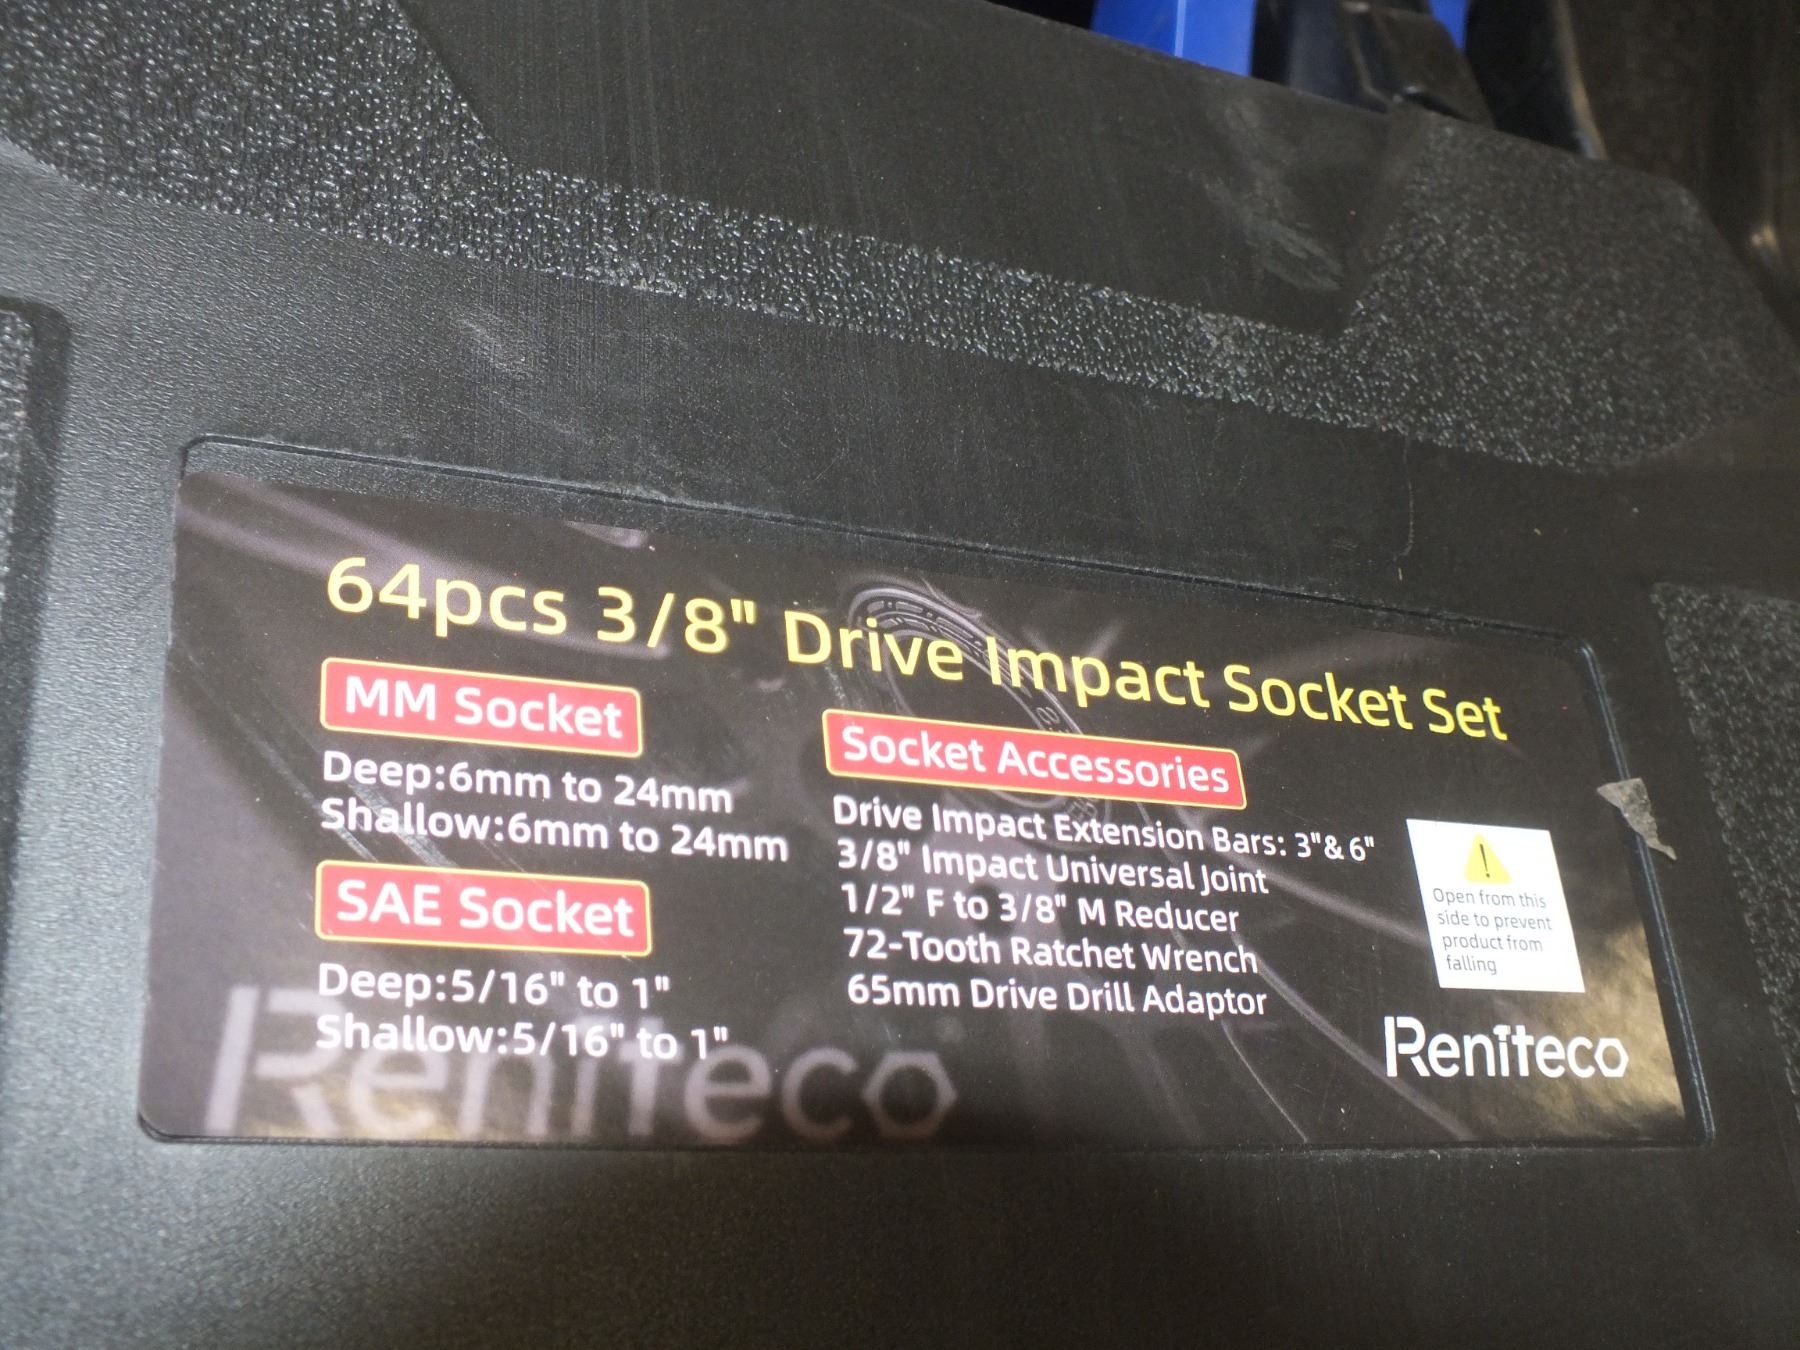 64pcs 3/8" Drive Impact Socket Set
MM Socket
Deep:6mm to 24mm
Shallow:6mm to 24mm
SAE Socket
Deep:5/16" to 1"
Shallow:5/16" to 1"
Socket Accessories
Drive Impact Extension Bars: 3"& 6"
3/8" Impact Universal Joint
1/2" F to 3/8" M Reducer
72-Tooth Ratchet Wrench
65mm Drive Drill Adaptor
Open from this
side to prevent
product from
falling
Reniteco
Reniteco